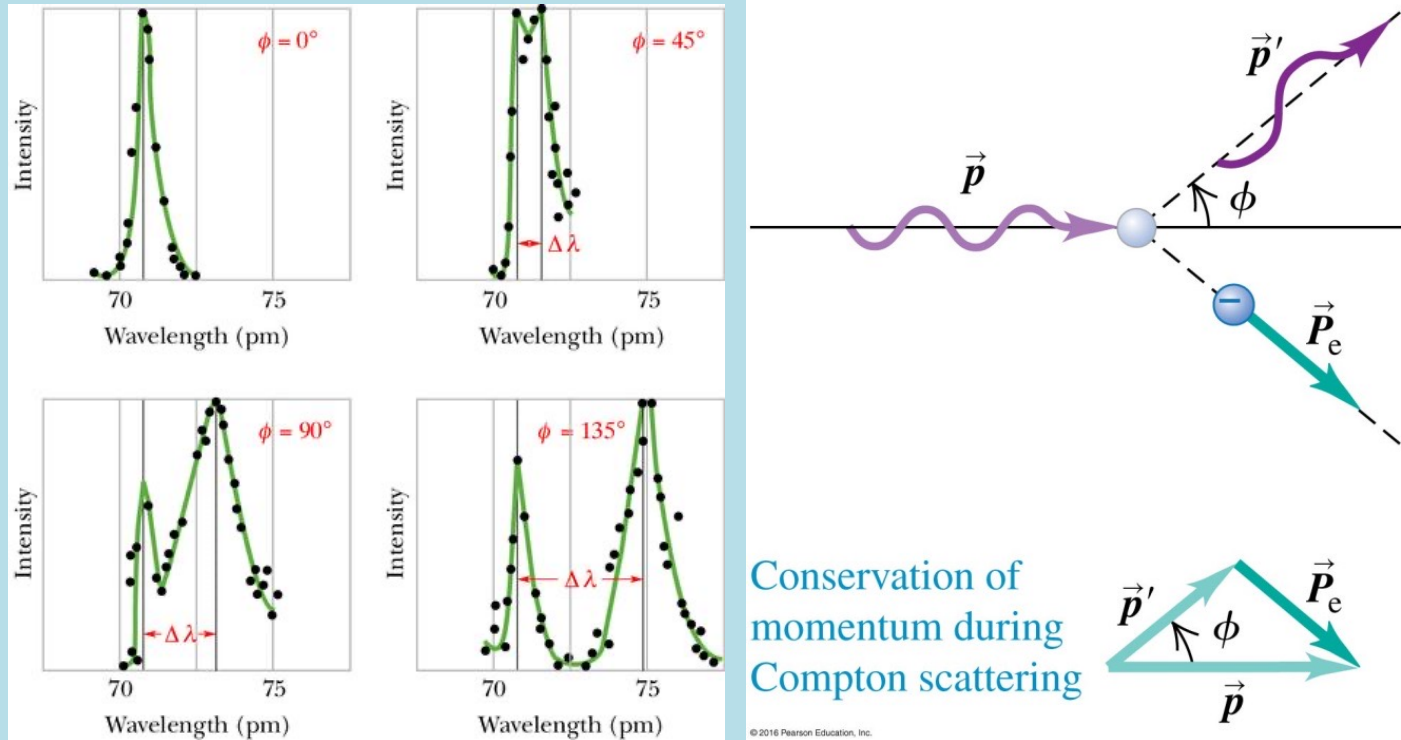 ϕ = 0°
Intensity
70 75
Wavelength (pm)
ϕ = 45°
Intensity
Δλ
70 75
Wavelength (pm)
ϕ = 90°
Intensity
Δλ
70 75
Wavelength (pm)
ϕ = 135°
Intensity
Δλ
70 75
Wavelength (pm)
p⃗′
p⃗
ϕ
−
P⃗e
Conservation of
momentum during
Compton scattering
p⃗′
ϕ
P⃗e
p⃗
© 2016 Pearson Education, Inc.